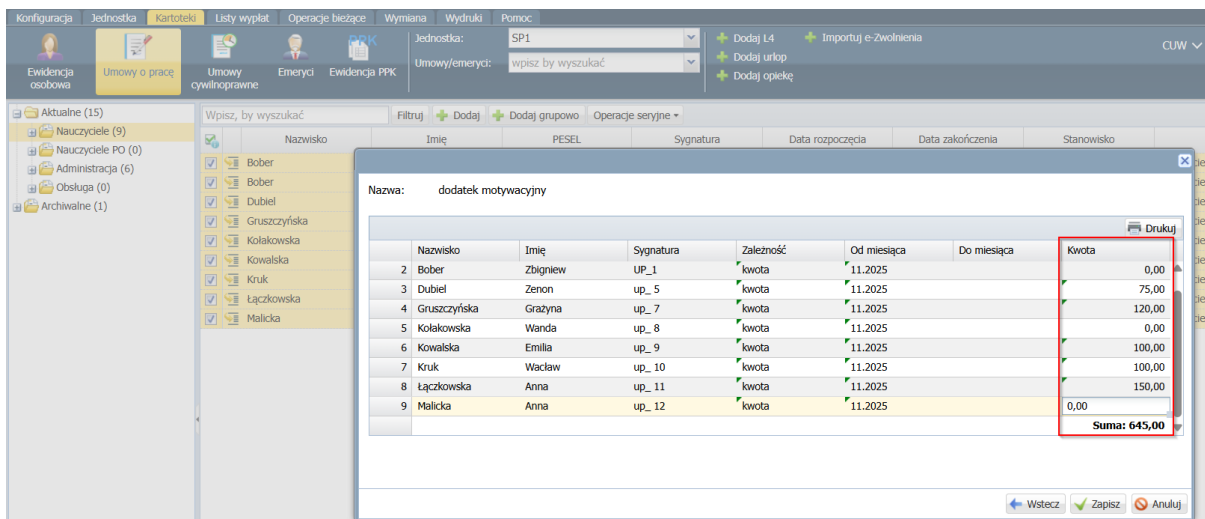 Konfiguracja Jednostka Kartoteki Listy wypłat Operacje bieżące Wymiana Wydruki Pomoc
Ewidencja osobowa
Umowy o pracę
Umowy cywilnoprawne
Emeryci
PPK
Ewidencja PPK
Jednostka: SP1
Umowy/emeryci: wpisz by wyszukać
Dodaj L4 Importuj e-Zwolnienia
Dodaj urlop
Dodaj opiekę
CUW
Aktualne (15)
Nauczyciele (9)
Nauczyciele PO (0)
Administracja (6)
Obsługa (0)
Archiwalne (1)
Wpisz, by wyszukać Filtruj Dodaj Dodaj grupowo Operacje seryjne
Nazwisko Imię PESEL Sygnatura Data rozpoczęcia Data zakończenia Stanowisko
Bober
Bober
Dubiel
Gruszczyńska
Kołakowska
Kowalska
Kruk
Łączkowska
Malicka
Nazwa: dodatek motywacyjny
Drukuj
Nazwisko Imię Sygnatura Zależność Od miesiąca Do miesiąca Kwota
2 Bober Zbigniew UP_1 kwota 11.2025 0,00
3 Dubiel Zenon up_ 5 kwota 11.2025 75,00
4 Gruszczyńska Grażyna up_ 7 kwota 11.2025 120,00
5 Kołakowska Wanda up_ 8 kwota 11.2025 0,00
6 Kowalska Emilia up_ 9 kwota 11.2025 100,00
7 Kruk Wacław up_ 10 kwota 11.2025 100,00
8 Łączkowska Anna up_ 11 kwota 11.2025 150,00
9 Malicka Anna up_ 12 kwota 11.2025 0,00
Suma: 645,00
Wstecz Zapisz Anuluj